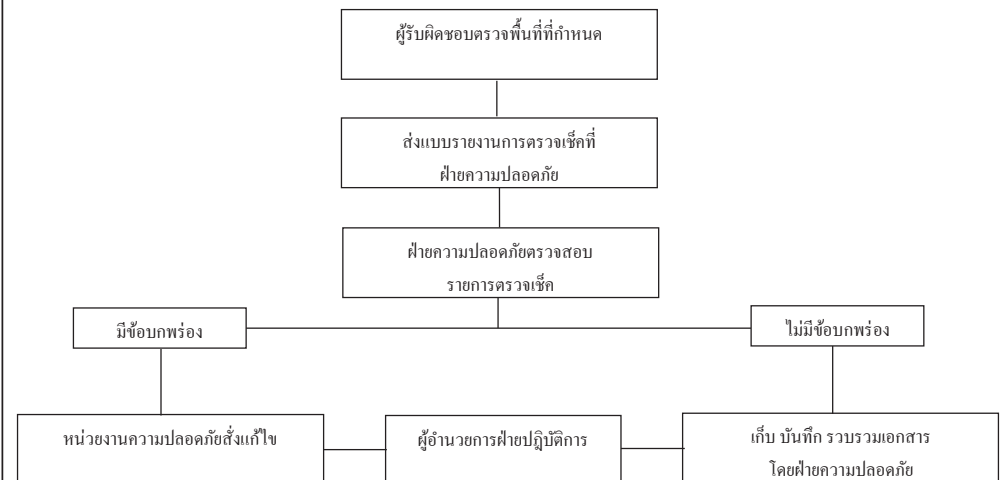 ผู้รับผิดชอบตรวจพื้นที่ที่กำหนด
ส่งแบบรายงานการตรวจเช็คที่
ฝ่ายความปลอดภัย
ฝ่ายความปลอดภัยตรวจสอบ
รายการตรวจเช็ค
มีข้อบกพร่อง
ไม่มีข้อบกพร่อง
หน่วยงานความปลอดภัยสั่งแก้ไข
ผู้อำนวยการฝ่ายปฎิบัติการ
เก็บ บันทึก รวบรวมเอกสาร
โดยฝ่ายความปลอดภัย